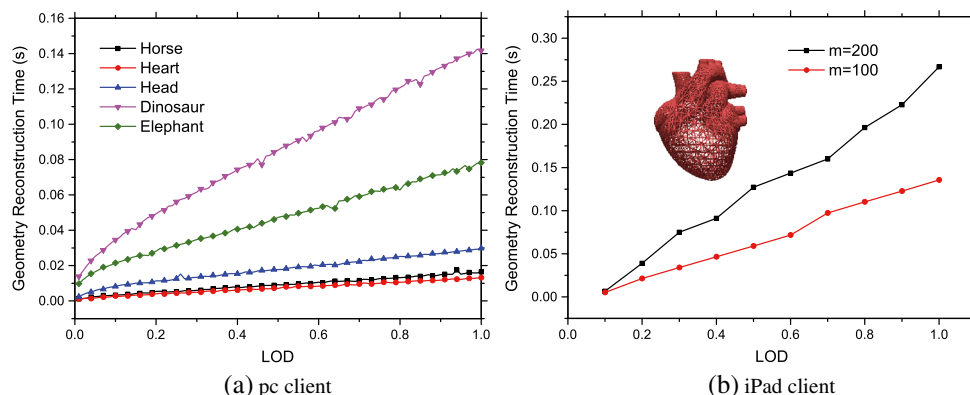 0.16
0.14
0.12
0.10
0.08
0.06
0.04
0.02
0.00
Geometry Reconstruction Time (s)
Horse
Heart
Head
Dinosaur
Elephant
0.0 0.2 0.4 0.6 0.8 1.0
LOD
(a) pc client
0.30
0.25
0.20
0.15
0.10
0.05
0.00
Geometry Reconstruction Time (s)
m=200
m=100
0.0 0.2 0.4 0.6 0.8 1.0
LOD
(b) iPad client